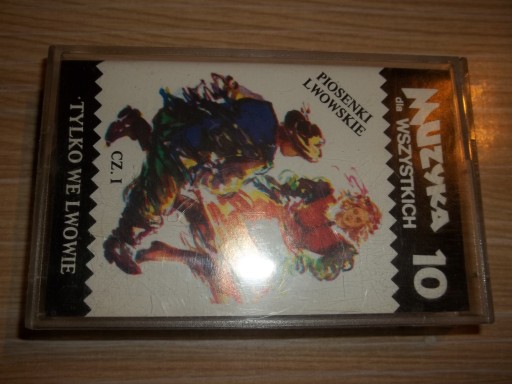 MUZYKA 10
dla WSZYSTKICH
PIOSENKI
LWOWSKIE
CZ. I
TYLKO WE LWOWIE